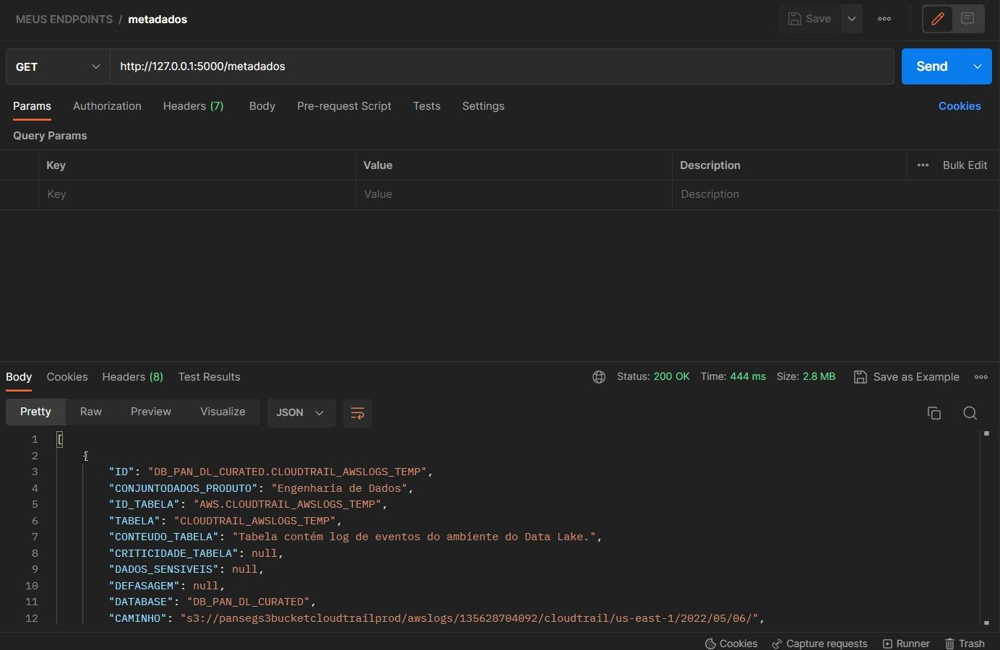 MEUS ENDPOINTS / metadados
Save
GET
http://127.0.0.1:5000/metadados
Send
Params Authorization Headers (7) Body Pre-request Script Tests Settings Cookies
Query Params
Key Value Description Bulk Edit
Key Value Description
Body Cookies Headers (8) Test Results Status: 200 OK Time: 444 ms Size: 2.8 MB Save as Example
Pretty Raw Preview Visualize JSON
1 [
2 {
3 "ID": "DB_PAN_DL_CURATED.CLOUDTRAIL_AWSLOGS_TEMP",
4 "CONJUNTODADOS_PRODUTO": "Engenharia de Dados",
5 "ID_TABELA": "AWS.CLOUDTRAIL_AWSLOGS_TEMP",
6 "TABELA": "CLOUDTRAIL_AWSLOGS_TEMP",
7 "CONTEUDO_TABELA": "Tabela contém log de eventos do ambiente do Data Lake.",
8 "CRITICIDADE_TABELA": null,
9 "DADOS_SENSIVEIS": null,
10 "DEFASAGEM": null,
11 "DATABASE": "DB_PAN_DL_CURATED",
12 "CAMINHO": "s3://pansegs3bucketcloudtrailprod/awslogs/135628704092/cloudtrail/us-east-1/2022/05/06/",
Cookies Capture requests Runner Trash